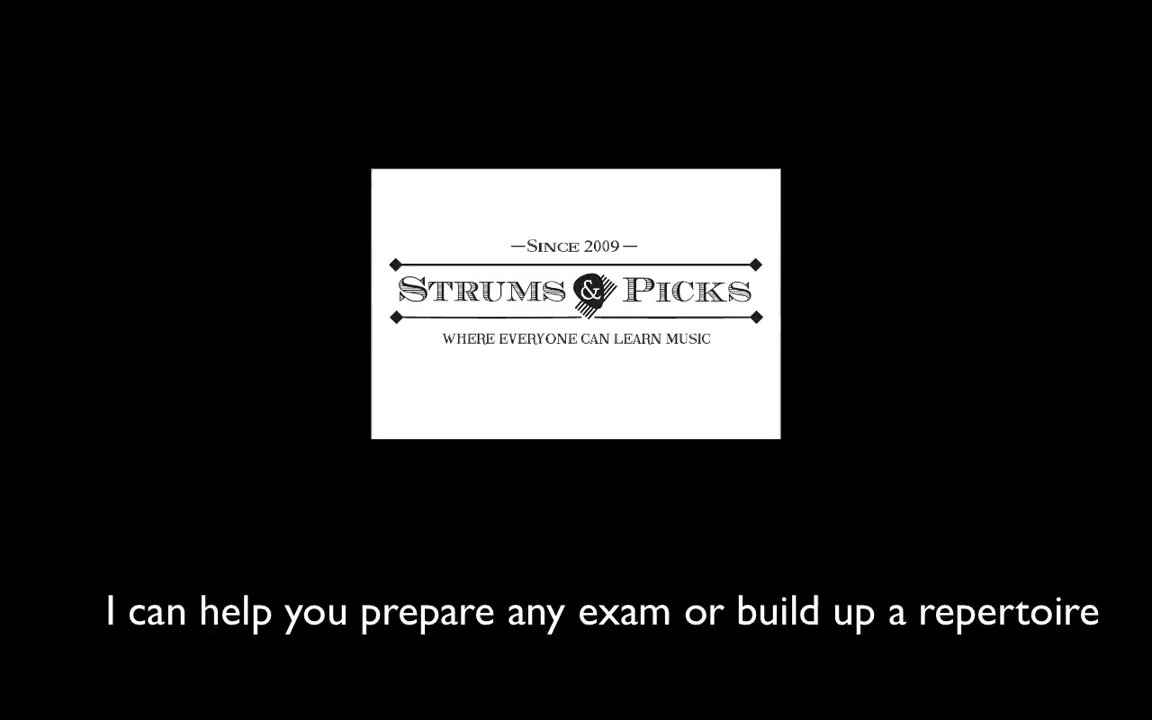 —SINCE 2009—
STRUMS & PICKS
WHERE EVERYONE CAN LEARN MUSIC
I can help you prepare any exam or build up a repertoire